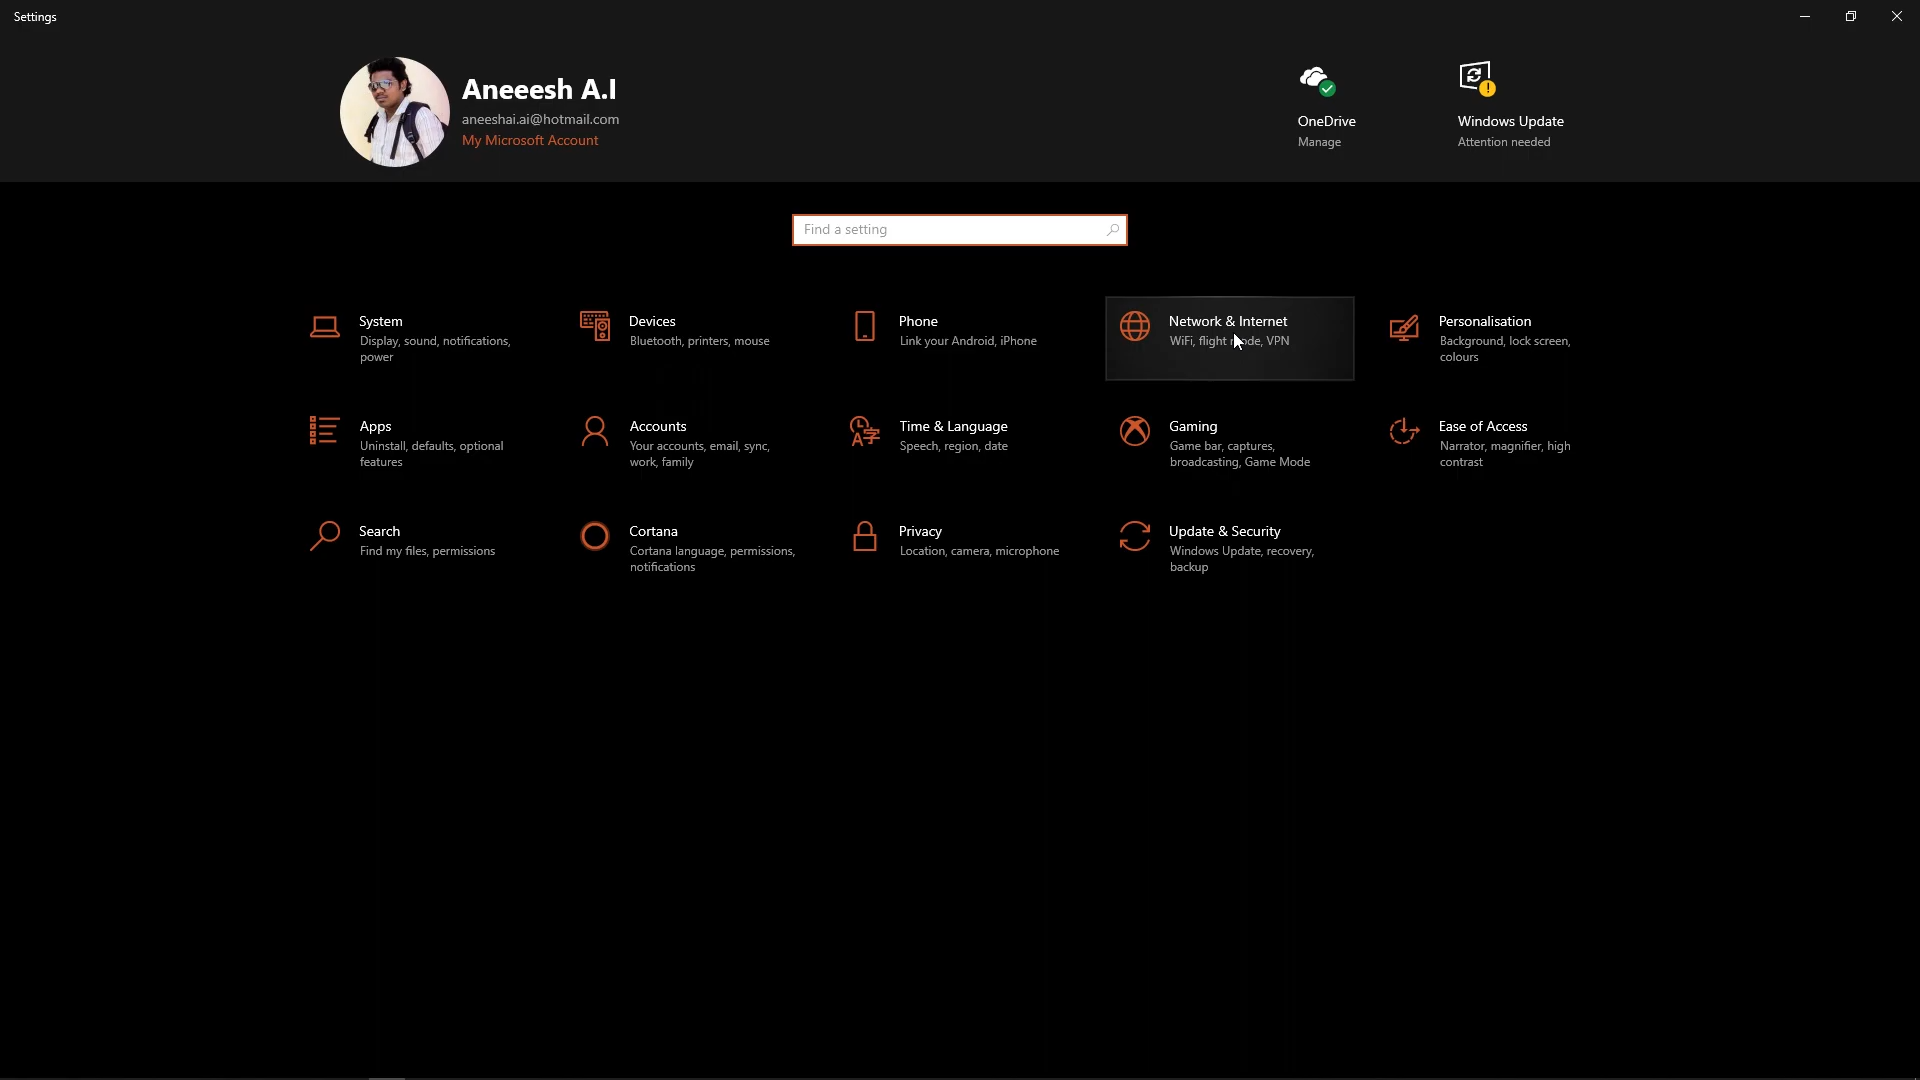 Settings
Aneeesh A.I
aneeshai.ai@hotmail.com
My Microsoft Account
OneDrive
Manage
Windows Update
Attention needed
Find a setting
System
Display, sound, notifications,
power
Devices
Bluetooth, printers, mouse
Phone
Link your Android, iPhone
Network & Internet
WiFi, flight mode, VPN
Personalisation
Background, lock screen,
colours
Apps
Uninstall, defaults, optional
features
Accounts
Your accounts, email, sync,
work, family
Time & Language
Speech, region, date
Gaming
Game bar, captures,
broadcasting, Game Mode
Ease of Access
Narrator, magnifier, high
contrast
Search
Find my files, permissions
Cortana
Cortana language, permissions,
notifications
Privacy
Location, camera, microphone
Update & Security
Windows Update, recovery,
backup